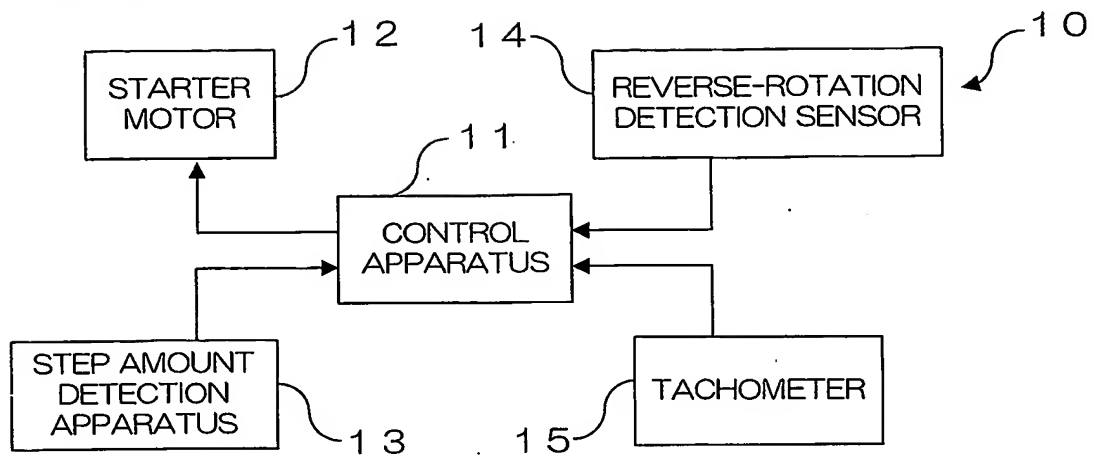 12
14
10
STARTER
MOTOR
REVERSE-ROTATION
DETECTION SENSOR
11
CONTROL
APPARATUS
STEP AMOUNT
DETECTION
APPARATUS
TACHOMETER
13
15